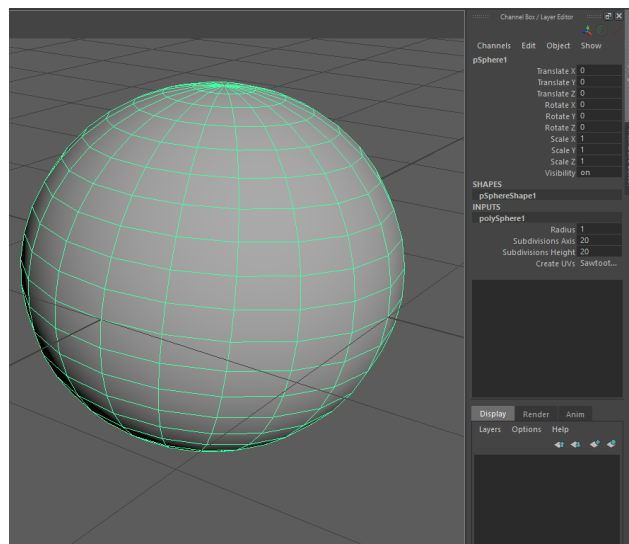 Channel Box / Layer Editor
Channels Edit Object Show
pSphere1
Translate X 0
Translate Y 0
Translate Z 0
Rotate X 0
Rotate Y 0
Rotate Z 0
Scale X 1
Scale Y 1
Scale Z 1
Visibility on
SHAPES
pSphereShape1
INPUTS
polySphere1
Radius 1
Subdivisions Axis 20
Subdivisions Height 20
Create UVs Sawtoot...
Display Render Anim
Layers Options Help